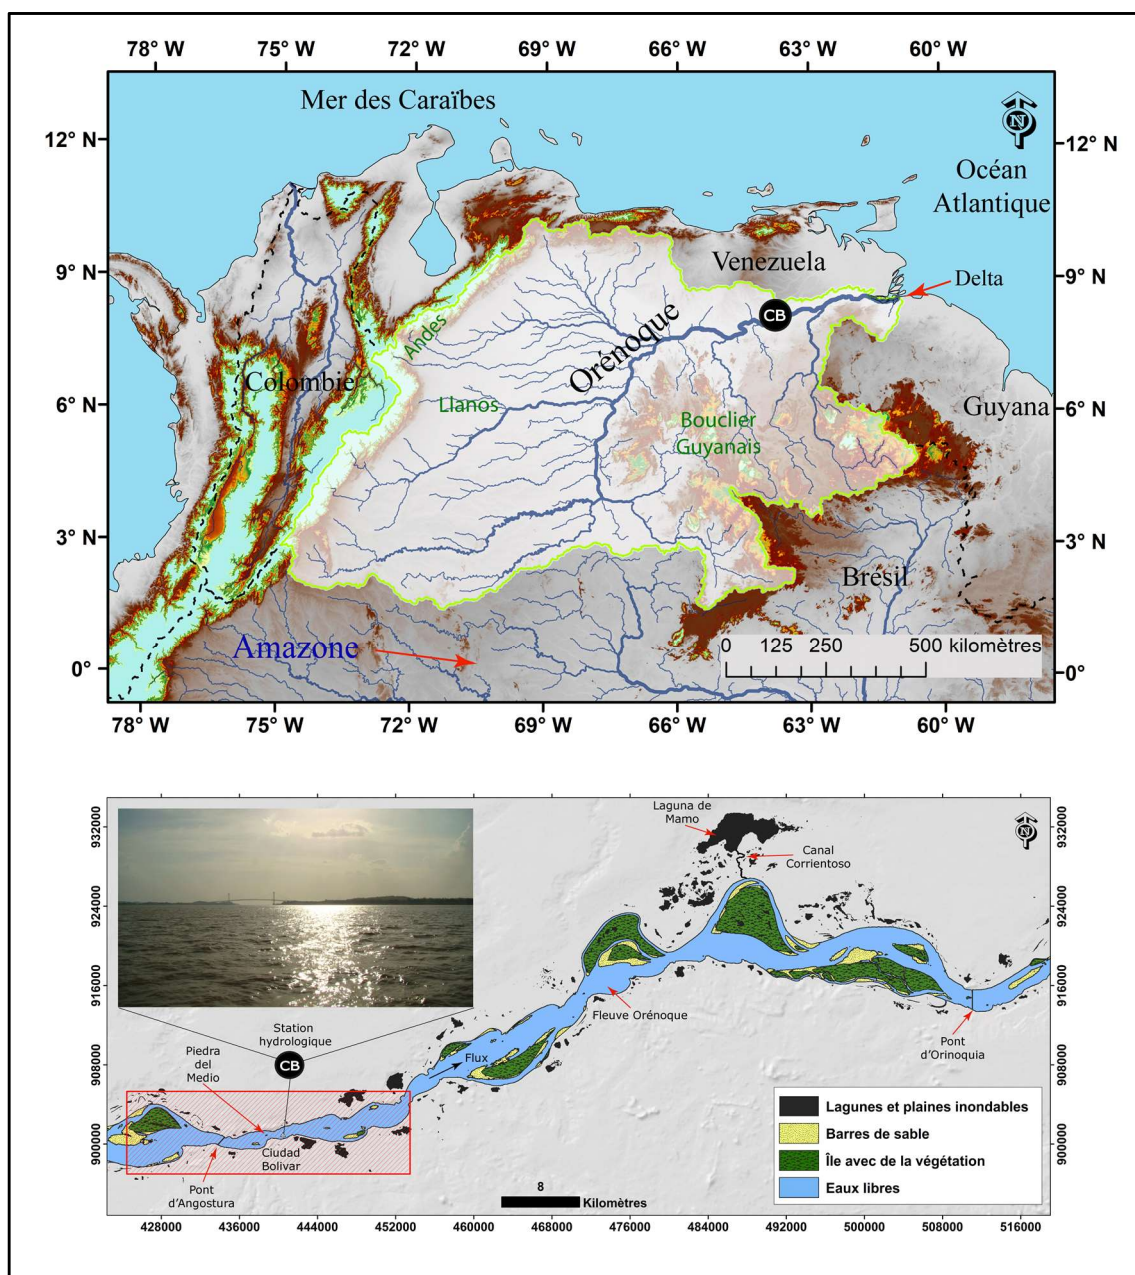 78° W
75° W
72° W
69° W
66° W
63° W
60° W
Mer des Caraïbes
N
12° N
12° N
Océan
Atlantique
9° N
9° N
Venezuela
Delta
CB
Orénoque
Andes
Colombie
Llanos
6° N
6° N
Bouclier
Guyanais
Guyana
3° N
3° N
Brésil
Amazone
0 125 250 500 kilomètres
0°
0°
78° W
75° W
72° W
69° W
66° W
63° W
60° W
Laguna de
Mamo
N
932000
932000
Canal
Corrientoso
924000
924000
916000
916000
Fleuve Orénoque
Station
hydrologique
CB
Piedra
del
Medio
Flux
Pont
d'Orinoquia
908000
908000
900000
900000
Ciudad
Bolivar
Pont
d'Angostura
Lagunes et plaines inondables
Barres de sable
Île avec de la végétation
Eaux libres
8
Kilomètres
428000
436000
444000
452000
460000
468000
476000
484000
492000
500000
508000
516000